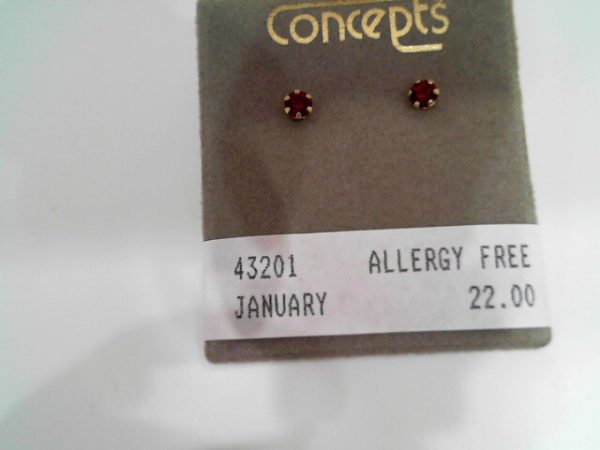 Concepts
43201 ALLERGY FREE
JANUARY 22.00